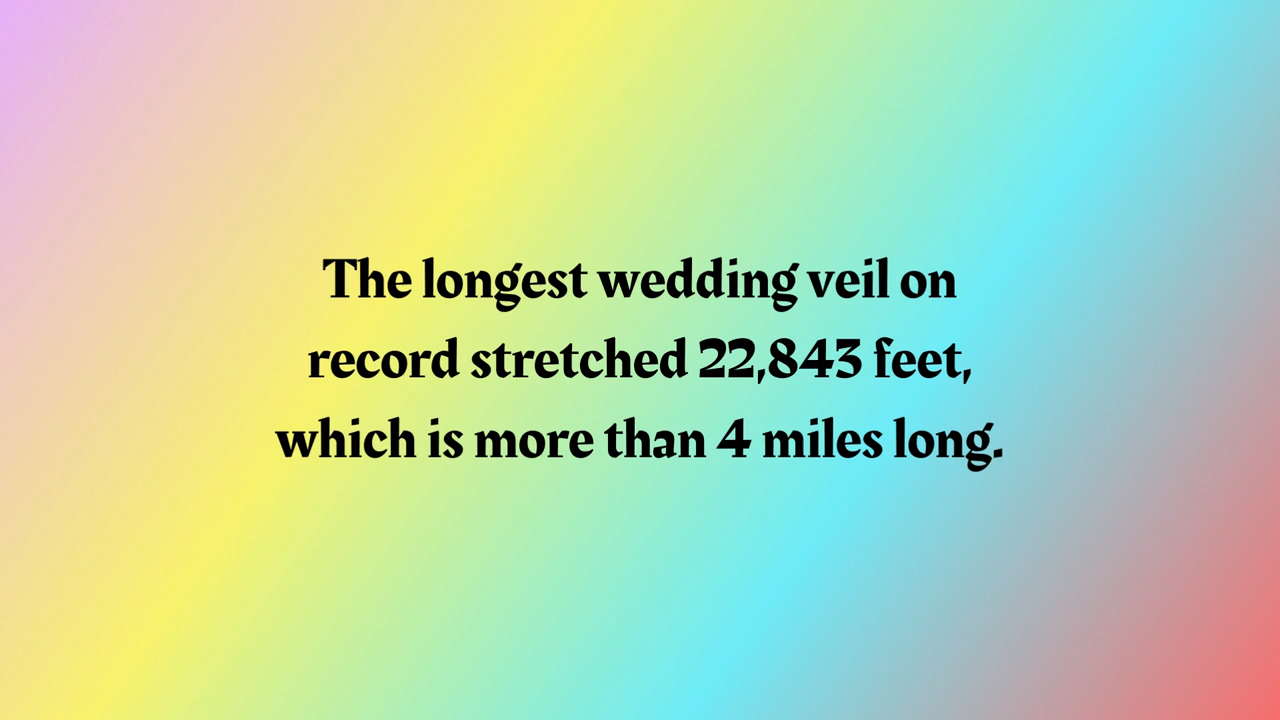 The longest wedding veil on
record stretched 22,843 feet,
which is more than 4 miles long.